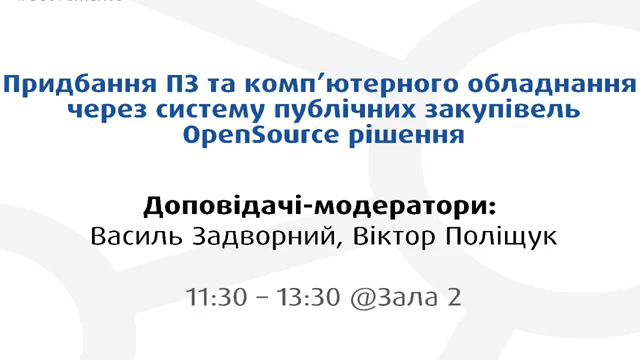 Придбання ПЗ та комп’ютерного обладнання
через систему публічних закупівель
OpenSource рішення
Доповідачі-модератори:
Василь Задворний, Віктор Поліщук
11:30 – 13:30 @Зала 2